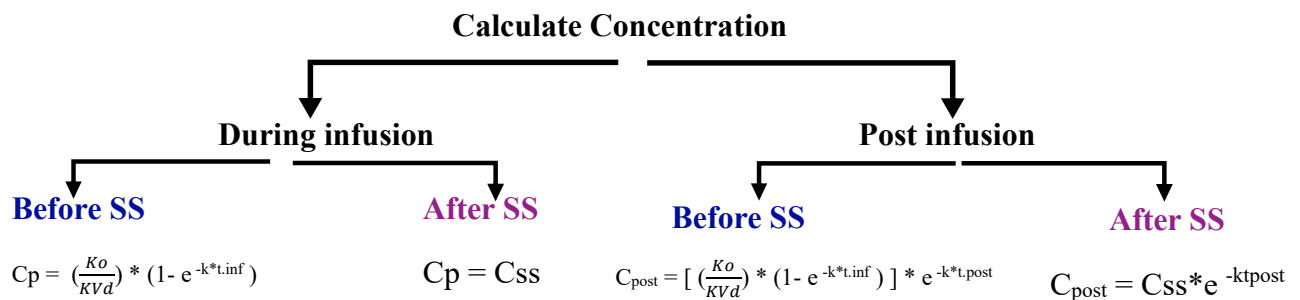 Calculate Concentration
During infusion
Post infusion
Before SS
After SS
Before SS
After SS
Cp = (Ko/KVd) * (1- e -k*t.inf )
Cp = Css
Cpost = [ (Ko/KVd) * (1- e -k*t.inf ) ] * e -k*t.post
Cpost = Css*e -ktpost